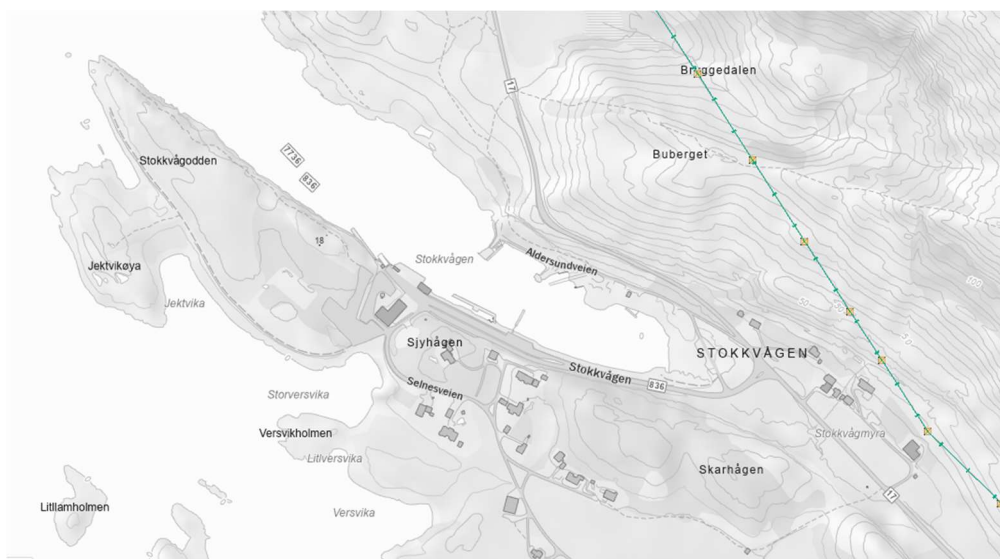 Bryggedalen
17
Buberget
7736
836
Stokkvågodden
18
Stokkvågen
Aldersundveien
Jektvikøya
Jektvika
50
Sjyhågen
STOKKVÅGEN
Stokkvågen
836
Selnesveien
Storversvika
Versvikholmen
Stokkvågmyra
Litlversvika
Skarhågen
17
Litllamholmen
Versvika